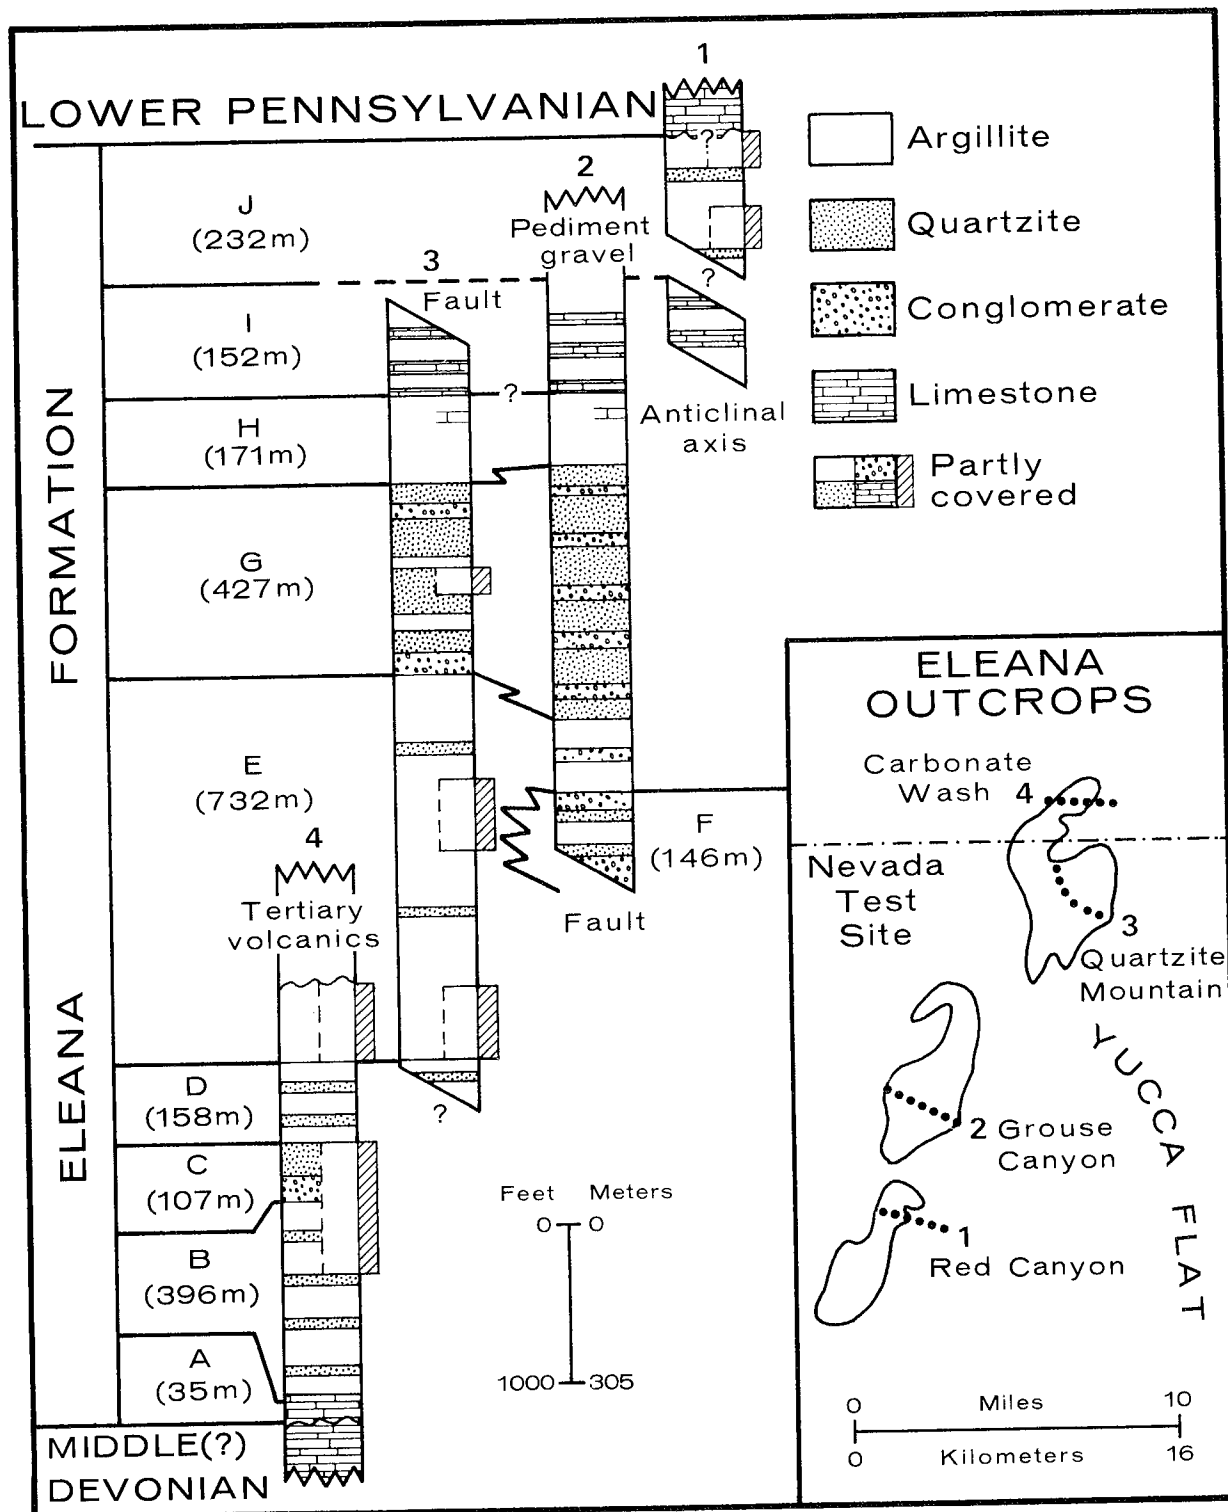 LOWER PENNSYLVANIAN
1
?
2
Pediment
gravel
J
(232m)
3
Fault
?
I
(152m)
?
Anticlinal
axis
H
(171m)
G
(427m)
E
(732m)
F
(146m)
Fault
4
Tertiary
volcanics
D
(158m)
?
C
(107m)
B
(396m)
A
(35m)
MIDDLE(?)
DEVONIAN
ELEANA FORMATION
Feet Meters
0 0
1000 305
Argillite
Quartzite
Conglomerate
Limestone
Partly
covered
ELEANA
OUTCROPS
Carbonate
Wash 4
Nevada
Test
Site
3
Quartzite
Mountain
2 Grouse
Canyon
1
Red Canyon
YUCCA FLAT
0 Miles 10
0 Kilometers 16